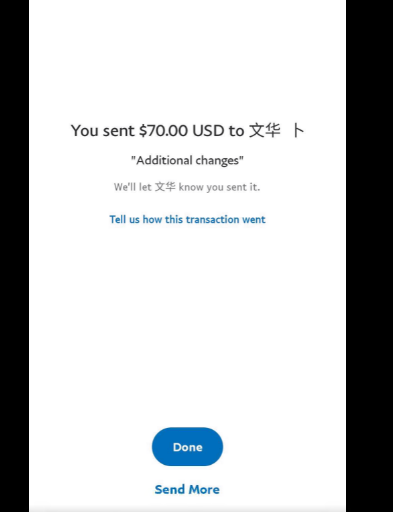 You sent $70.00 USD to 文华 卜
"Additional changes"
We'll let 文华 know you sent it.
Tell us how this transaction went
Done
Send More